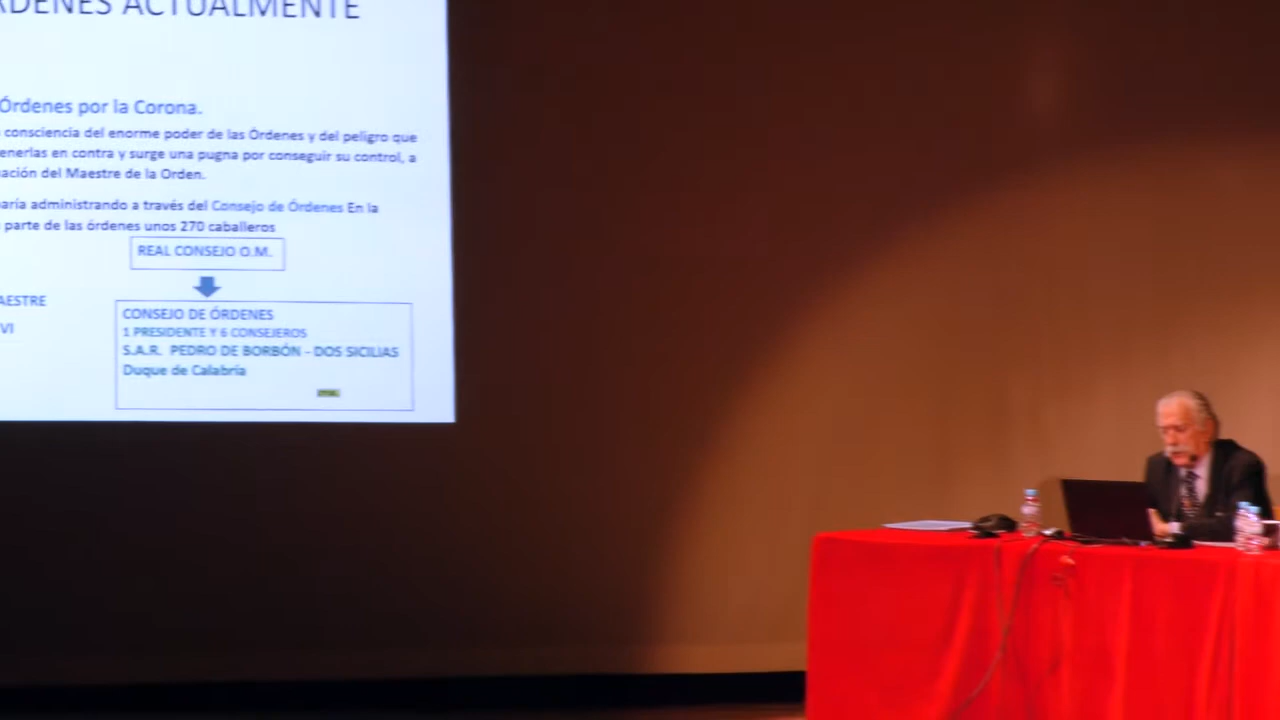 RDENES ACTUALMENTE
Órdenes por la Corona.
consciencia del enorme poder de las Órdenes y del peligro que
enerlas en contra y surge una pugna por conseguir su control, a
ación del Maestre de la Orden.
aría administrando a través del Consejo de Órdenes En la
parte de las órdenes unos 270 caballeros
REAL CONSEJO O.M.
AESTRE
VI
CONSEJO DE ÓRDENES
1 PRESIDENTE Y 6 CONSEJEROS
S.A.R. PEDRO DE BORBÓN - DOS SICILIAS
Duque de Calabría